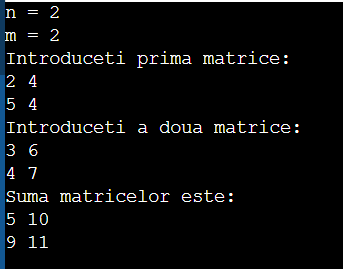 n = 2
m = 2
Introduceti prima matrice:
2 4
5 4
Introduceti a doua matrice:
3 6
4 7
Suma matricelor este:
5 10
9 11